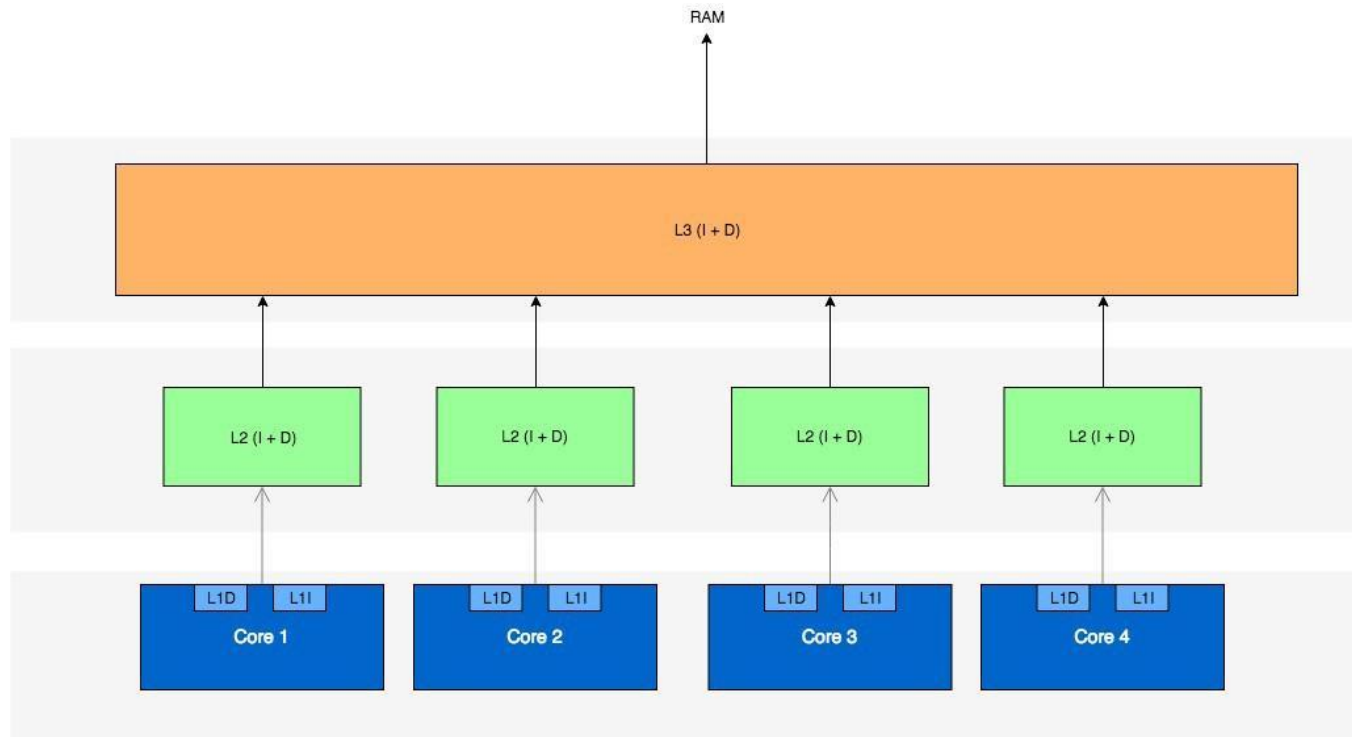 RAM
L3 (I + D)
L2 (I + D)
L2 (I + D)
L2 (I + D)
L2 (I + D)
L1D
L1I
Core 1
L1D
L1I
Core 2
L1D
L1I
Core 3
L1D
L1I
Core 4